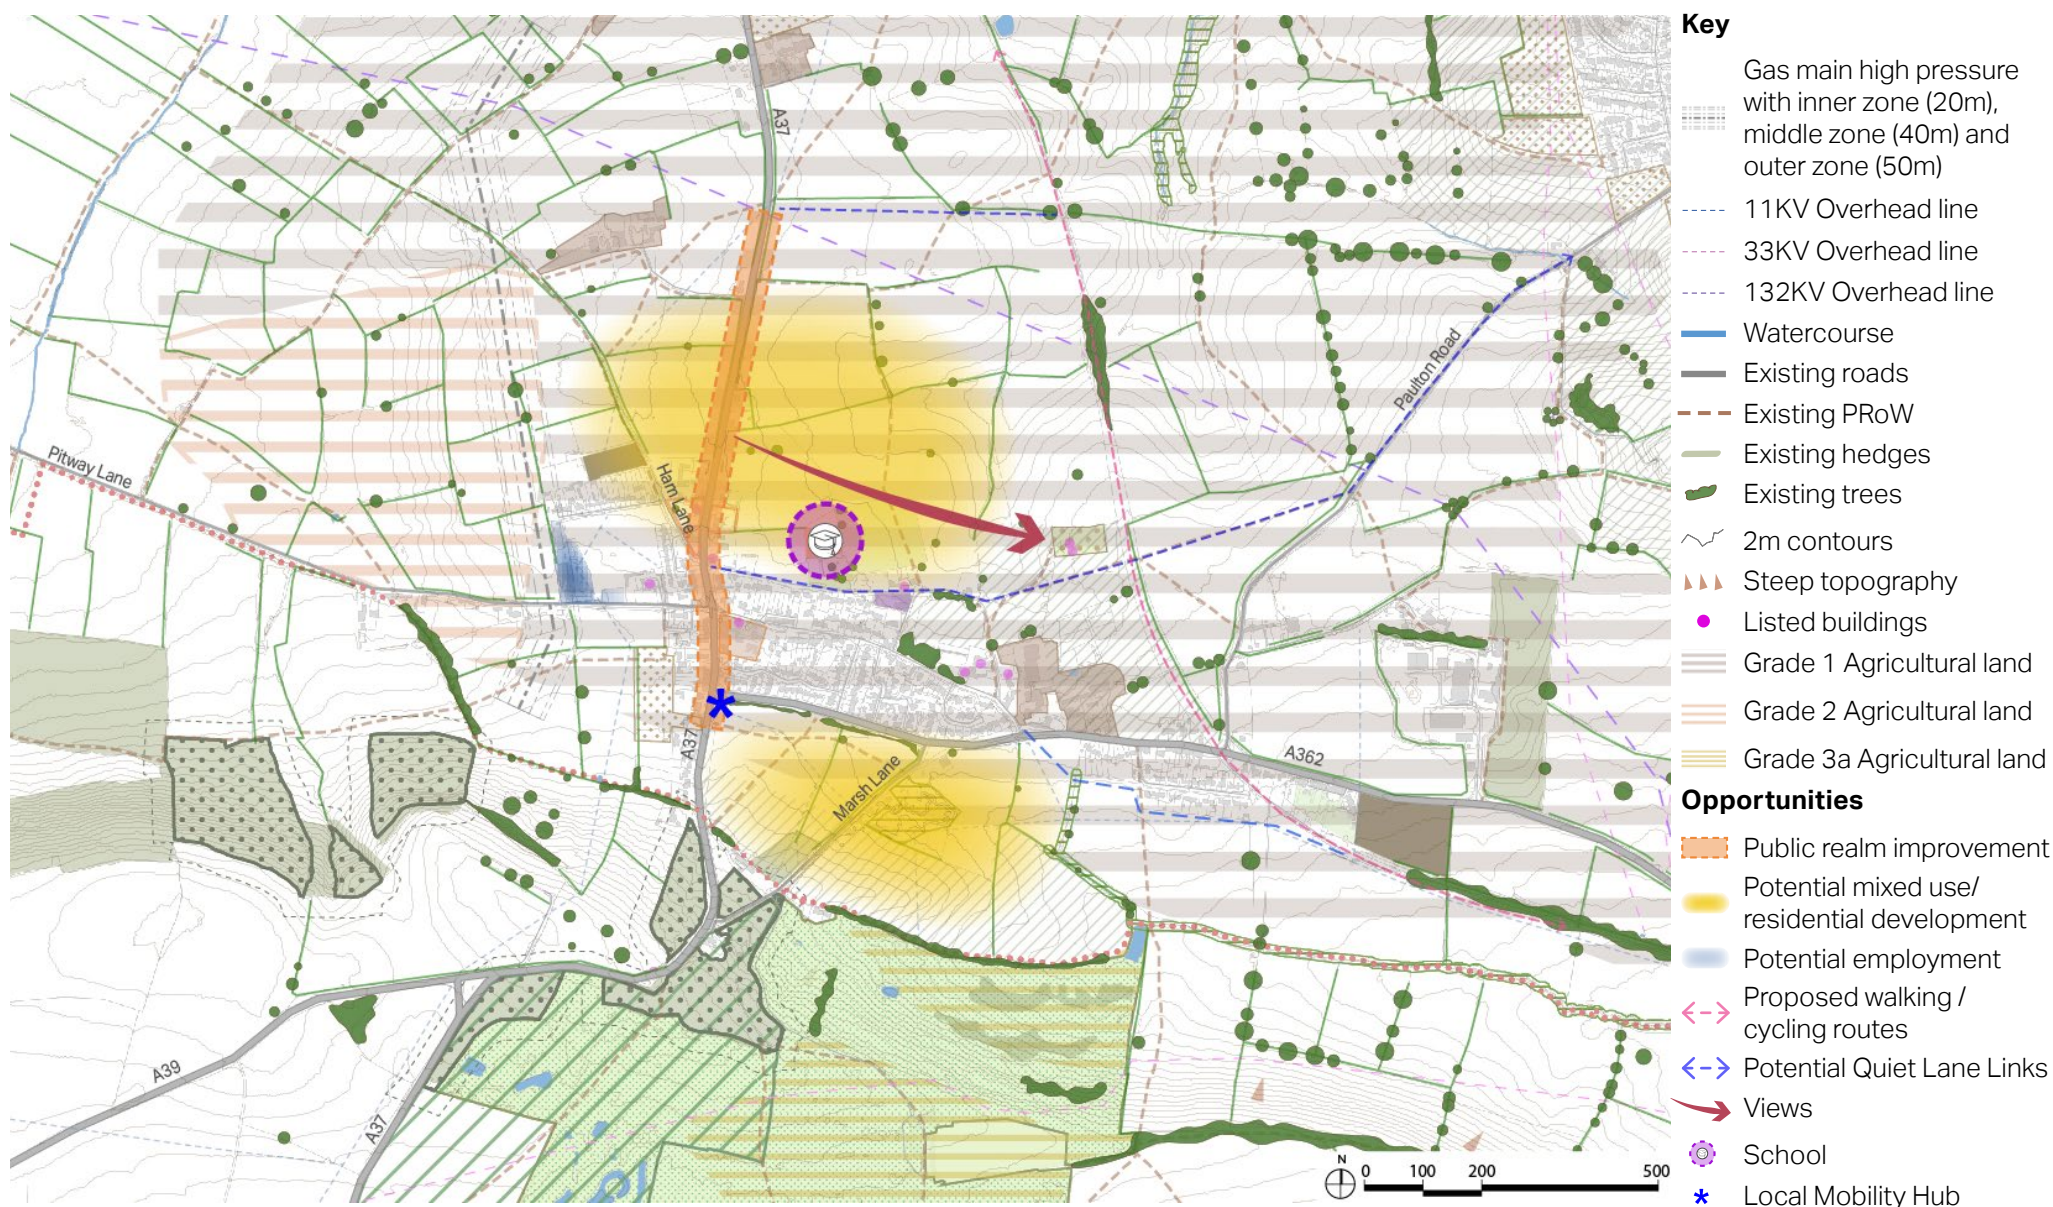 A37
Paulton Road
Pitway Lane
Ham Lane
A37
Marsh Lane
A362
A37
A39
A37
N
0 100 200 500
Key
Gas main high pressure
with inner zone (20m),
middle zone (40m) and
outer zone (50m)
11KV Overhead line
33KV Overhead line
132KV Overhead line
Watercourse
Existing roads
Existing PRoW
Existing hedges
Existing trees
2m contours
Steep topography
Listed buildings
Grade 1 Agricultural land
Grade 2 Agricultural land
Grade 3a Agricultural land
Opportunities
Public realm improvement
Potential mixed use/
residential development
Potential employment
Proposed walking /
cycling routes
Potential Quiet Lane Links
Views
School
Local Mobility Hub